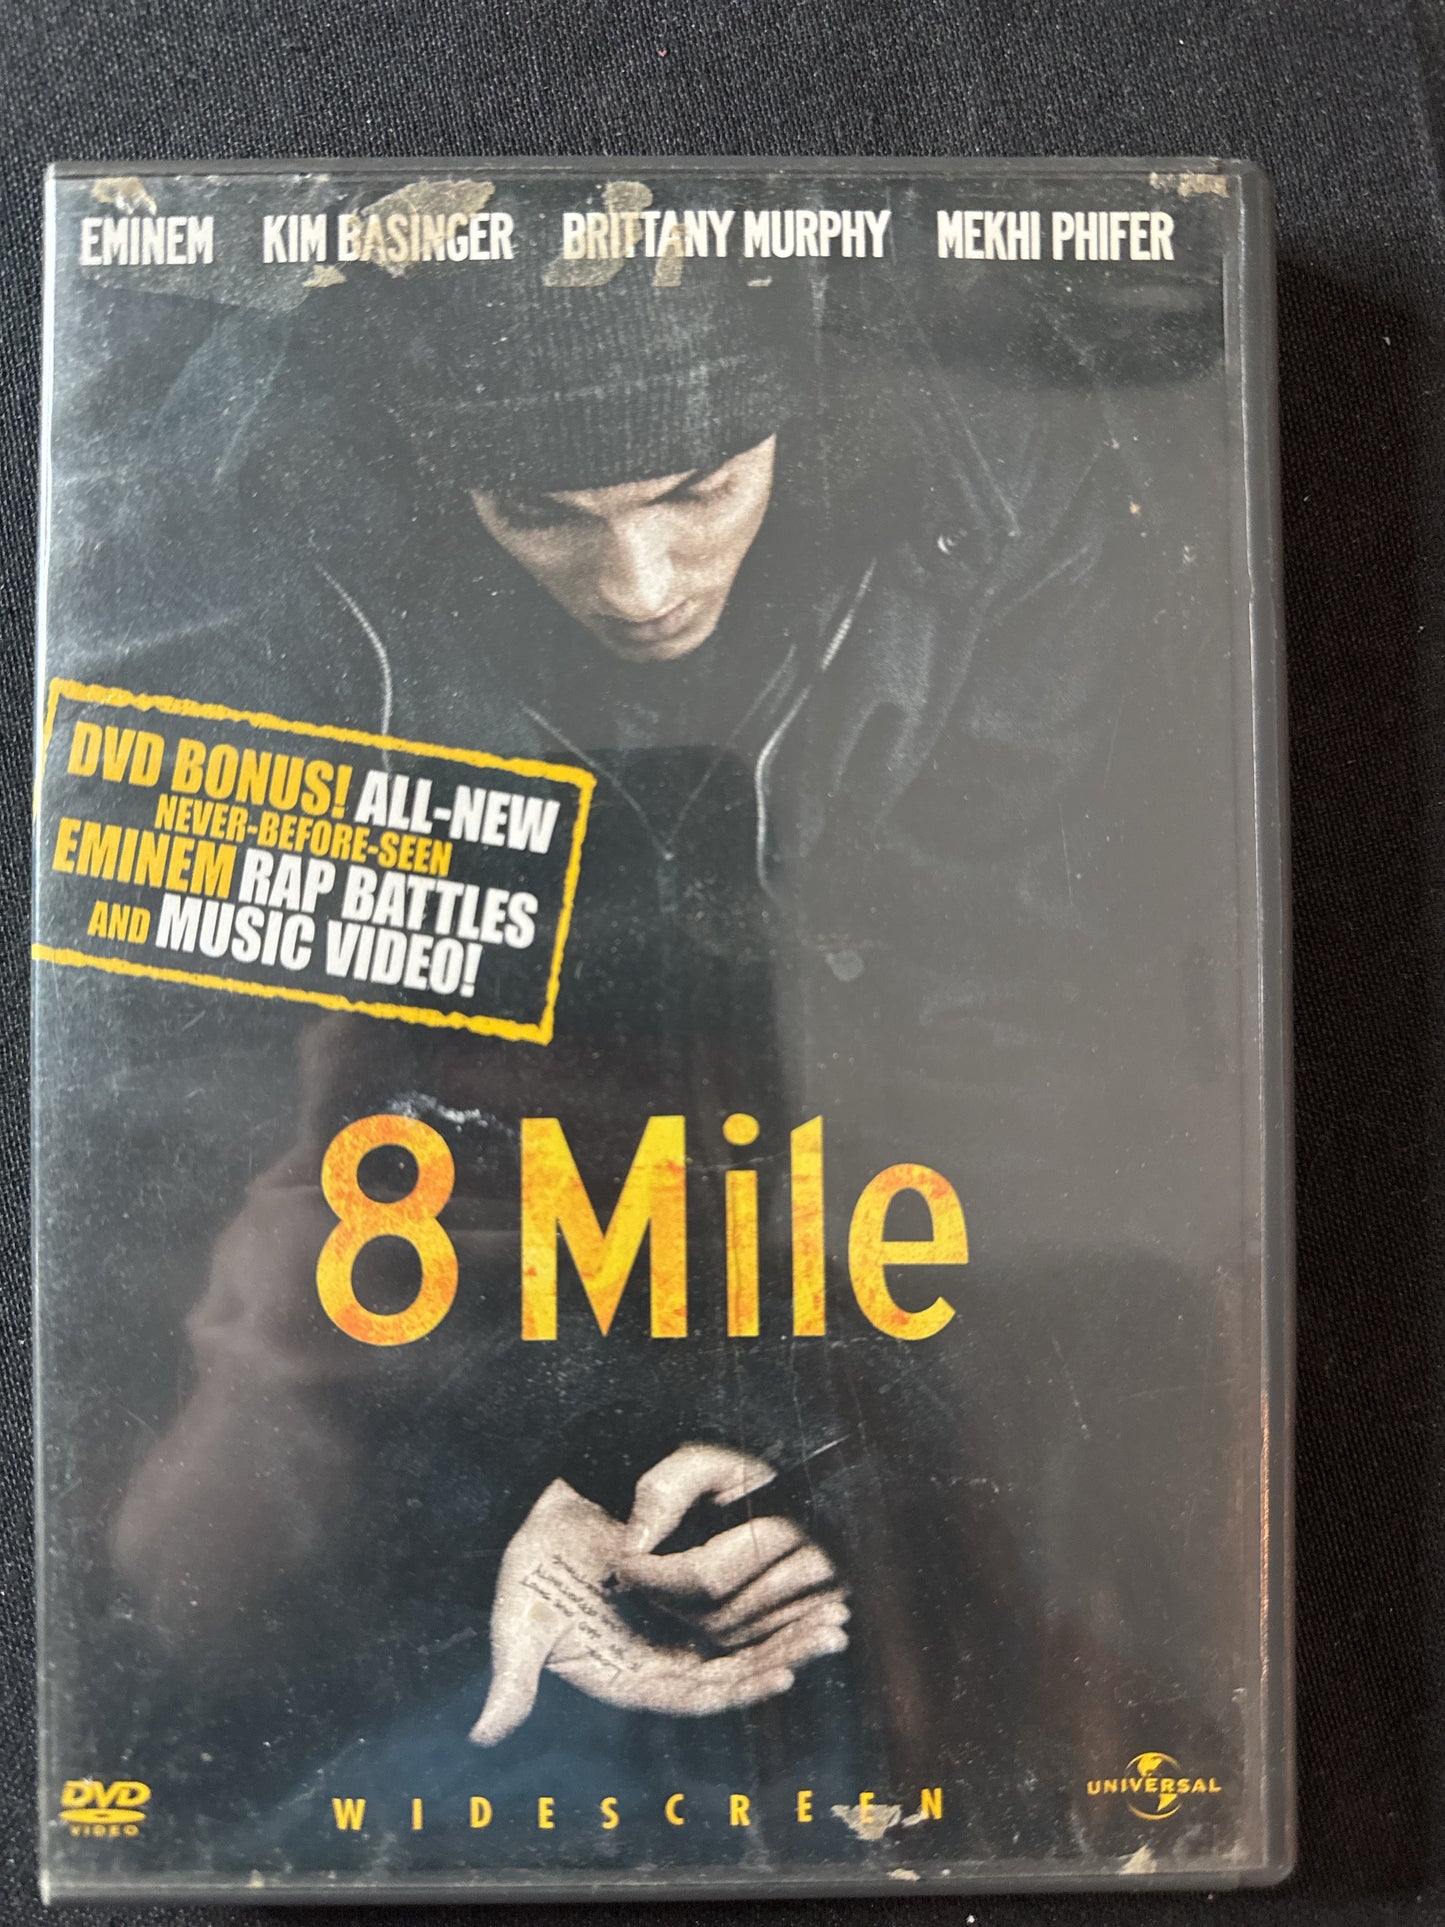 EMINEM KIM BASINGER BRITTANY MURPHY MEKHI PHIFER
DVD BONUS! ALL-NEW
NEVER-BEFORE-SEEN
EMINEM RAP BATTLES
AND MUSIC VIDEO!
8 Mile
WIDESCREEN
DVD
VIDEO
UNIVERSAL